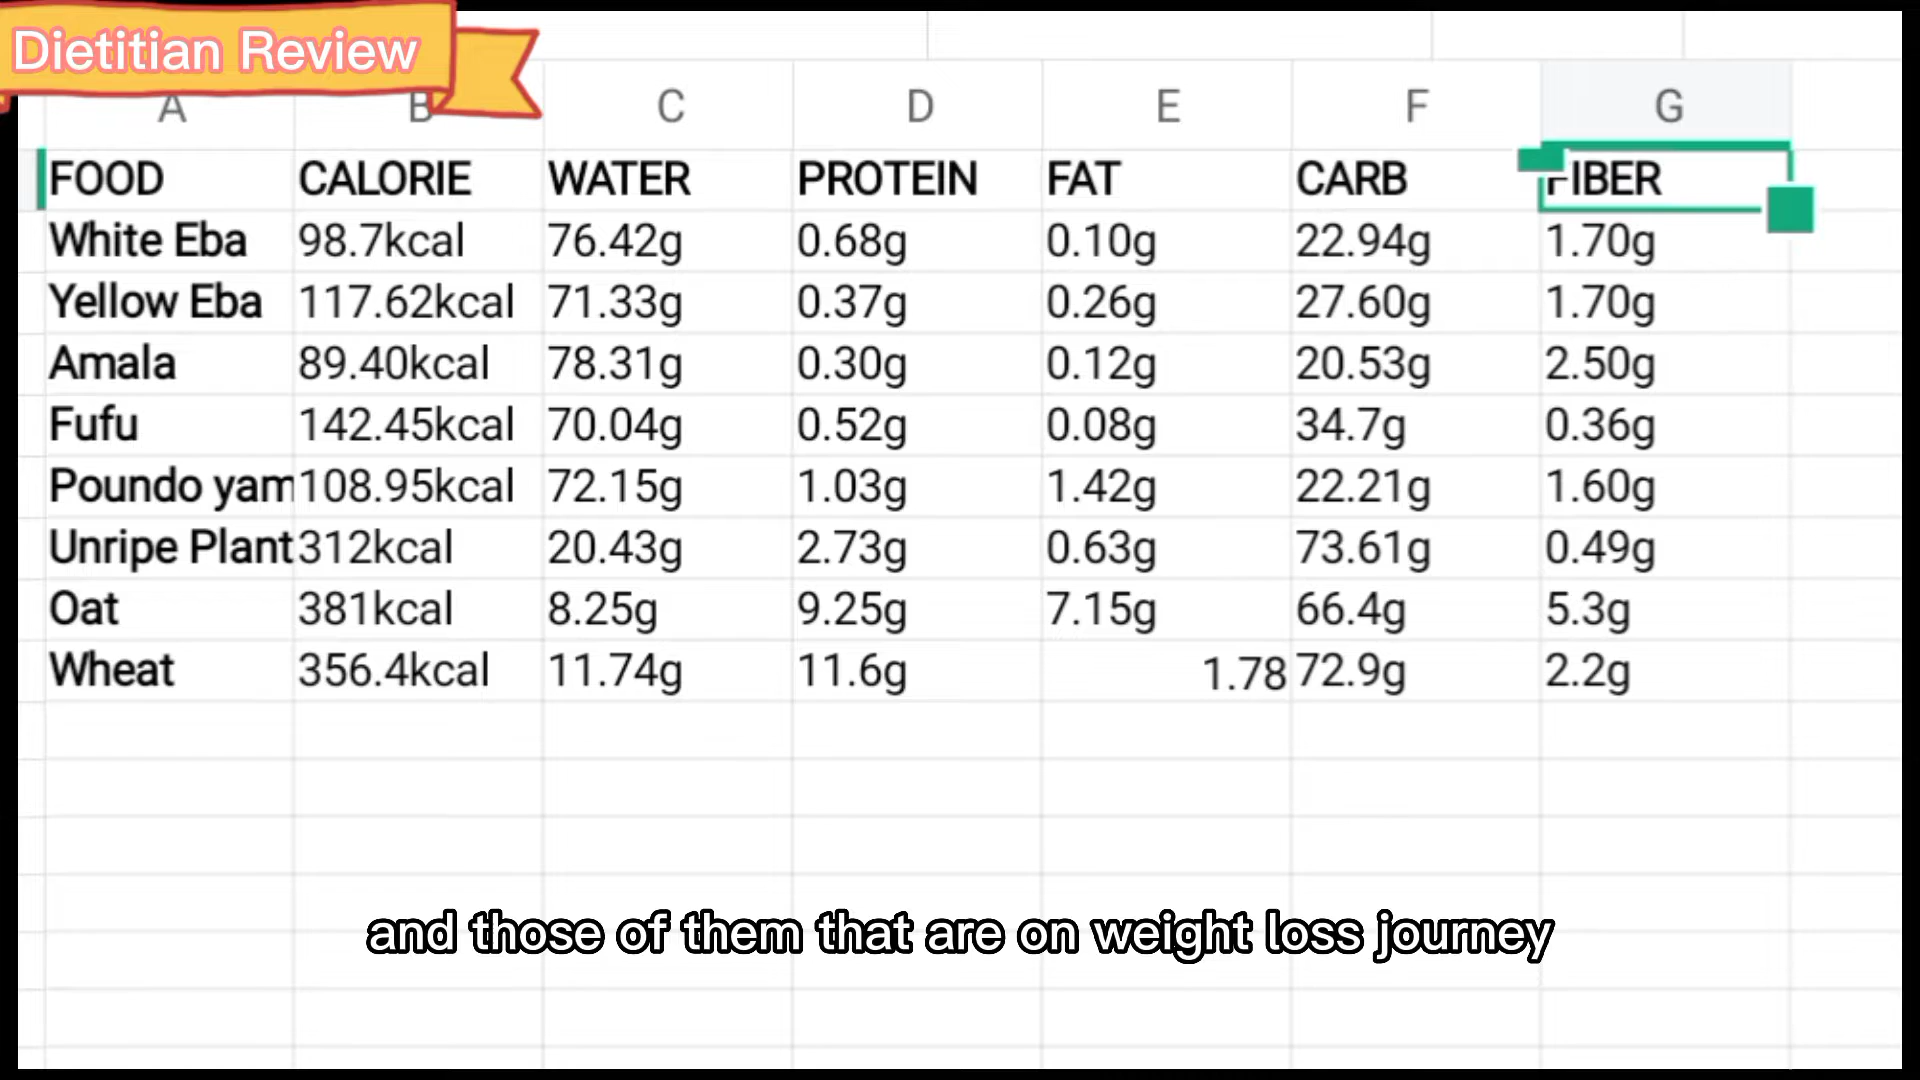 Dietitian Review
A B C D E F G
FOOD CALORIE WATER PROTEIN FAT CARB FIBER
White Eba 98.7kcal 76.42g 0.68g 0.10g 22.94g 1.70g
Yellow Eba 117.62kcal 71.33g 0.37g 0.26g 27.60g 1.70g
Amala 89.40kcal 78.31g 0.30g 0.12g 20.53g 2.50g
Fufu 142.45kcal 70.04g 0.52g 0.08g 34.7g 0.36g
Poundo yam 108.95kcal 72.15g 1.03g 1.42g 22.21g 1.60g
Unripe Plant 312kcal 20.43g 2.73g 0.63g 73.61g 0.49g
Oat 381kcal 8.25g 9.25g 7.15g 66.4g 5.3g
Wheat 356.4kcal 11.74g 11.6g 1.78 72.9g 2.2g
and those of them that are on weight loss journey